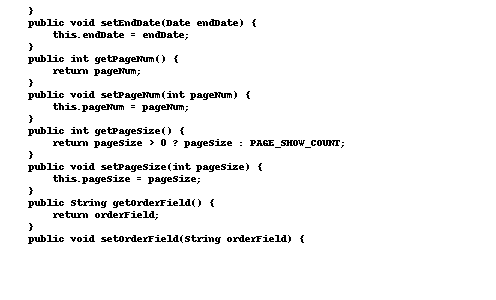 }
public void setEndDate(Date endDate) {
this.endDate = endDate;
}
public int getPageNum() {
return pageNum;
}
public void setPageNum(int pageNum) {
this.pageNum = pageNum;
}
public int getPageSize() {
return pageSize > 0 ? pageSize : PAGE_SHOW_COUNT;
}
public void setPageSize(int pageSize) {
this.pageSize = pageSize;
}
public String getOrderField() {
return orderField;
}
public void setOrderField(String orderField) {